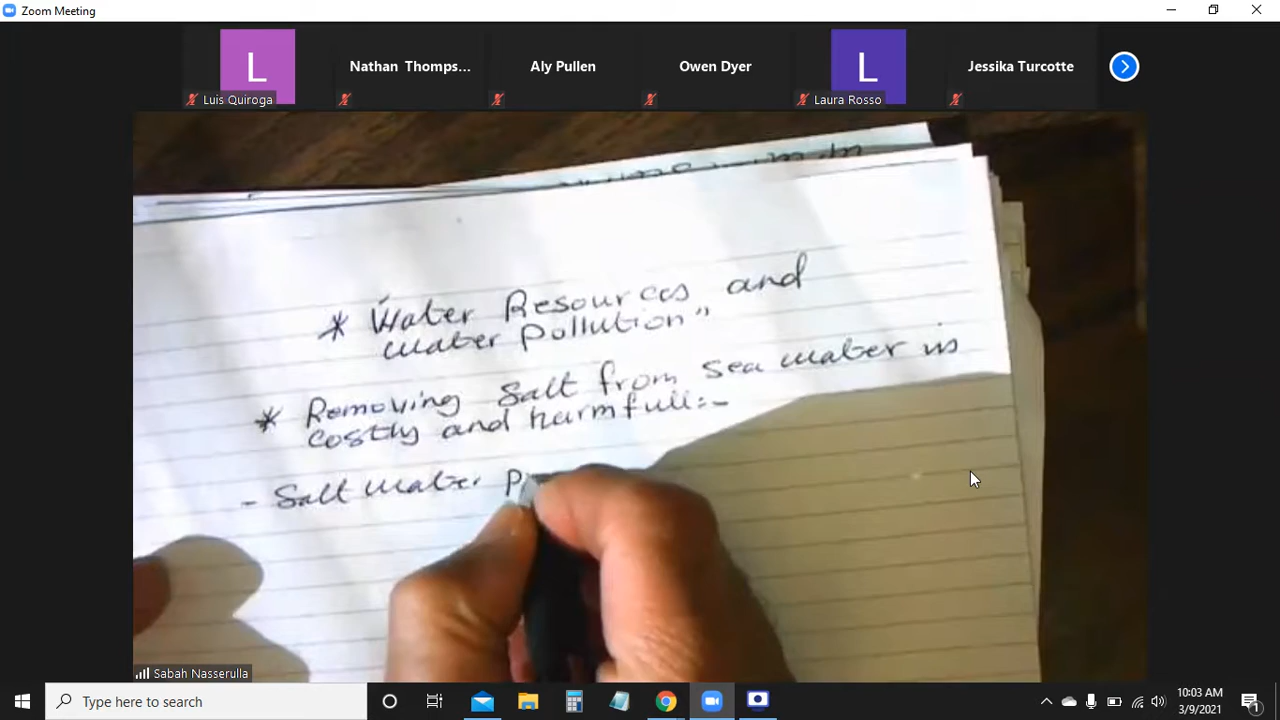 Zoom Meeting
L
Nathan Thomps...
Aly Pullen
Owen Dyer
L
Jessika Turcotte
Luis Quiroga
Laura Rosso
* "Water Resources and
water Pollution"
* Removing Salt from sea water is
costly and harmfull:-
- Salt water
Sabah Nasserulla
Type here to search
10:03 AM
3/9/2021
1